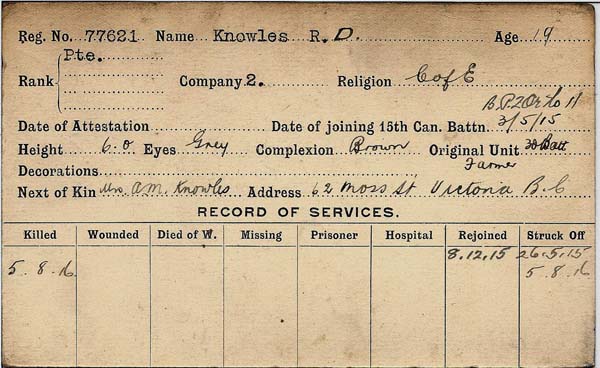 Reg. No. 77621 Name Knowles R. D. Age 19
Pte.
Rank Company 2. Religion C of E
Date of Attestation Date of joining 15th Can. Battn. 3/5/15
Height 6.0 Eyes Grey Complexion Brown Original Unit 30 Batt
Decorations Farmer
Next of Kin Mrs. A M. Knowles Address 62 Moss St Victoria B.C
RECORD OF SERVICES.
Killed Wounded Died of W. Missing Prisoner Hospital Rejoined Struck Off
8.12.15 26.5.15
5.8.16 5.8.16